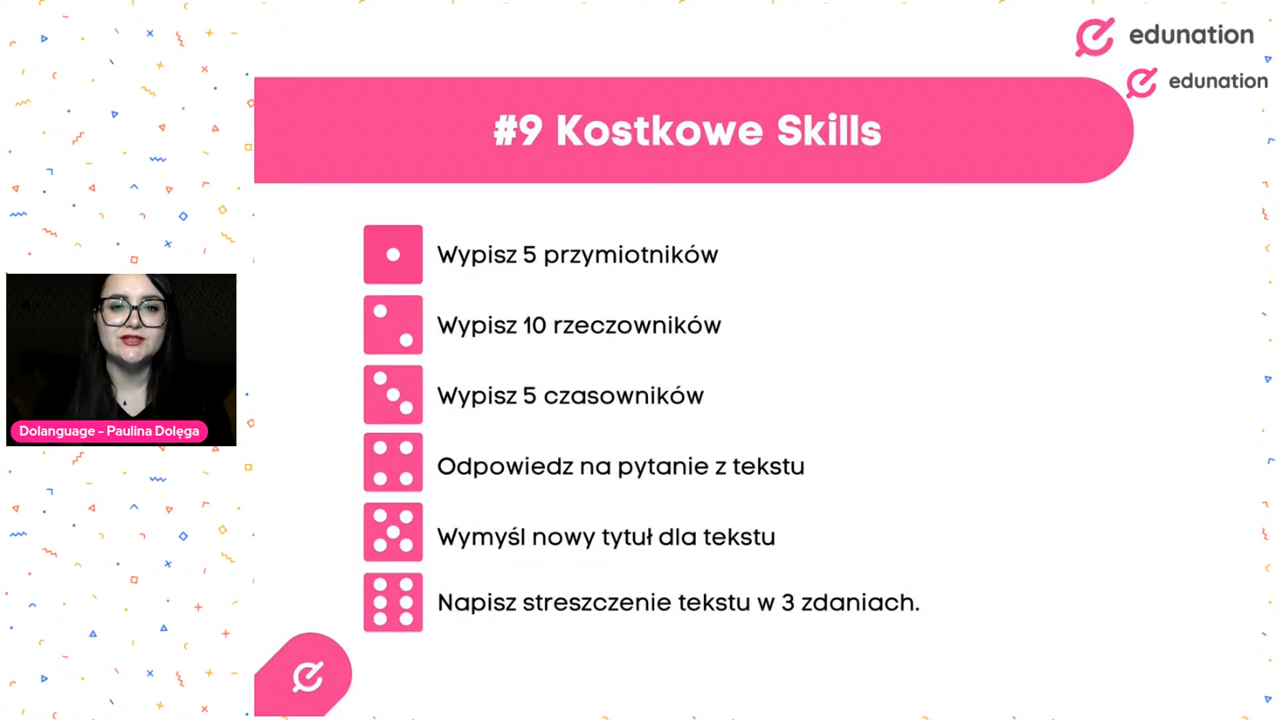 edunation
edunation
#9 Kostkowe Skills
Wypisz 5 przymiotników
Wypisz 10 rzeczowników
Wypisz 5 czasowników
Odpowiedz na pytanie z tekstu
Wymyśl nowy tytuł dla tekstu
Napisz streszczenie tekstu w 3 zdaniach.
Dolanguage - Paulina Dolęga